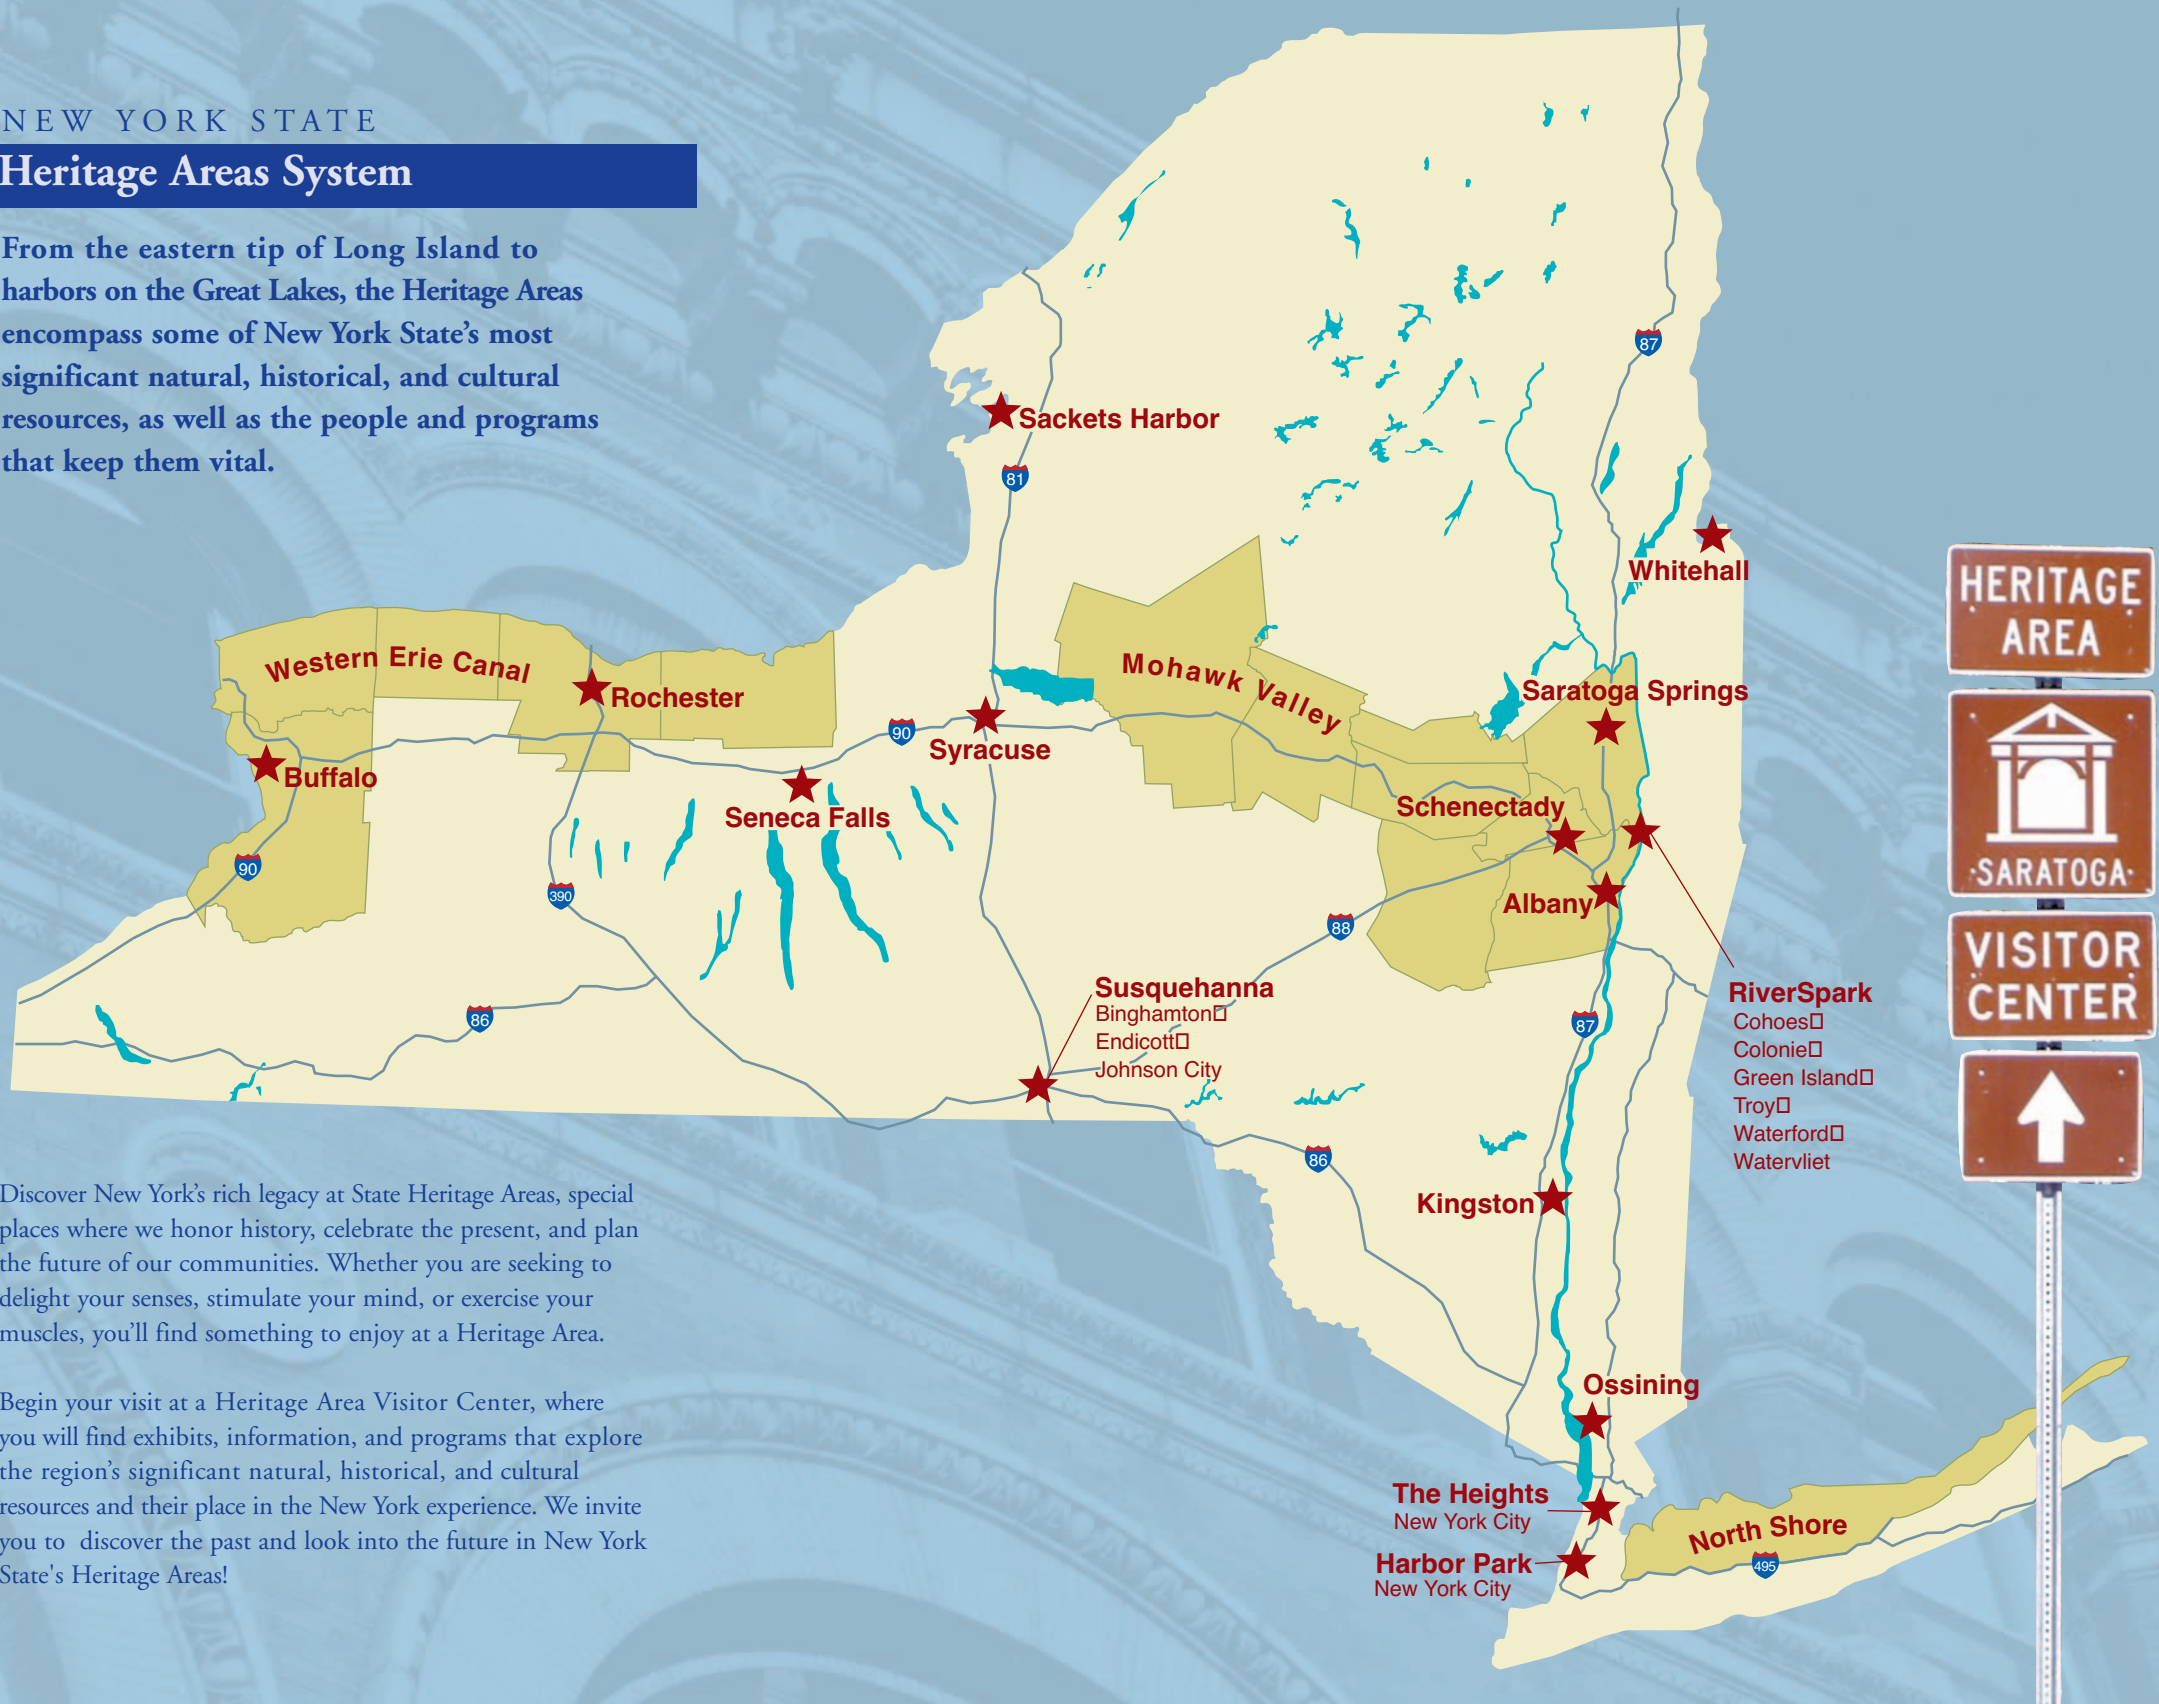 NEW YORK STATE
Heritage Areas System
From the eastern tip of Long Island to
harbors on the Great Lakes, the Heritage Areas
encompass some of New York State’s most
significant natural, historical, and cultural
resources, as well as the people and programs
that keep them vital.
87
Sackets Harbor
81
Whitehall
HERITAGE
AREA
Western Erie Canal
Rochester
Mohawk Valley
Saratoga Springs
90
Syracuse
Buffalo
Seneca Falls
Schenectady
·SARATOGA·
90
390
88
Albany
VISITOR
CENTER
Susquehanna
Binghamton□
Endicott□
Johnson City
86
87
RiverSpark
Cohoes□
Colonie□
Green Island□
Troy□
Waterford□
Watervliet
86
Kingston
Discover New York’s rich legacy at State Heritage Areas, special
places where we honor history, celebrate the present, and plan
the future of our communities. Whether you are seeking to
delight your senses, stimulate your mind, or exercise your
muscles, you’ll find something to enjoy at a Heritage Area.
Begin your visit at a Heritage Area Visitor Center, where
you will find exhibits, information, and programs that explore
the region’s significant natural, historical, and cultural
resources and their place in the New York experience. We invite
you to  discover the past and look into the future in New York
State's Heritage Areas!
Ossining
The Heights
New York City
Harbor Park
New York City
North Shore
495